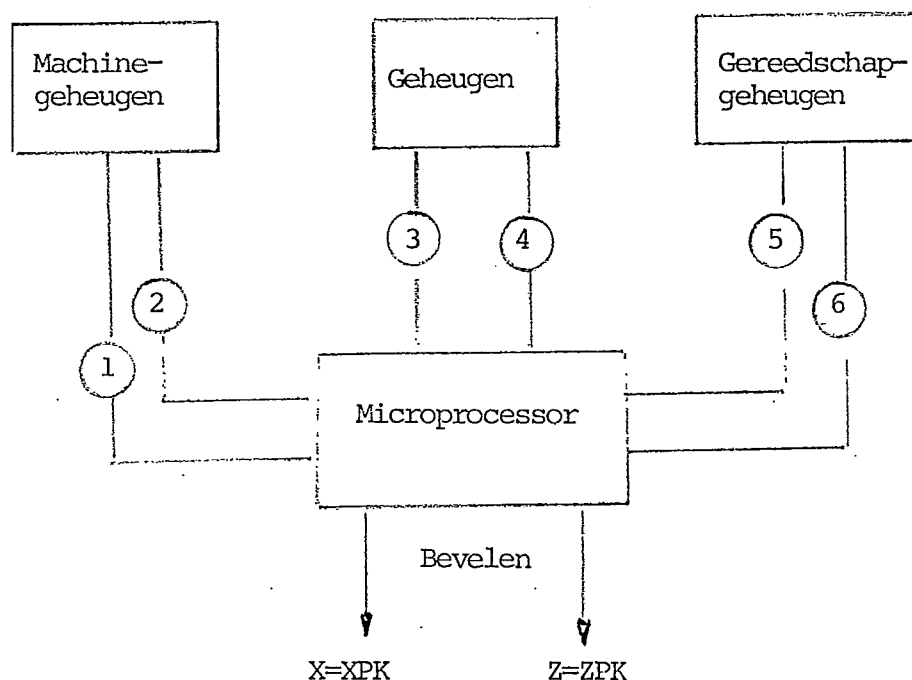 Machine-
geheugen
Geheugen
Gereedschap-
geheugen
3
4
5
2
6
1
Microprocessor
Bevelen
X=XPK
Z=ZPK